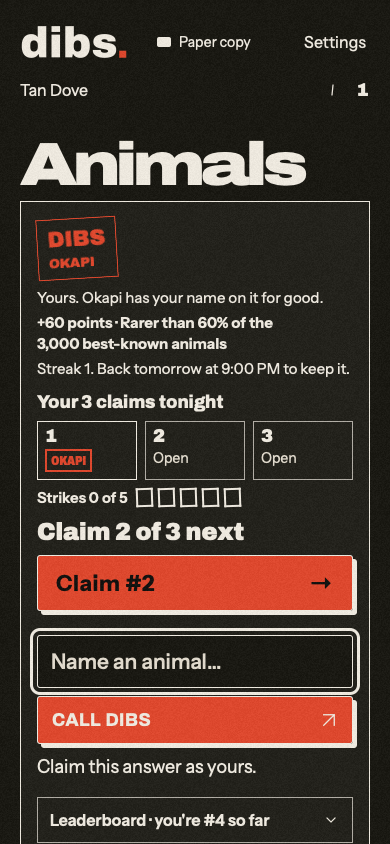 dibs.
Paper copy
Settings
Tan Dove
/ 1
Animals
DIBS
OKAPI
Yours. Okapi has your name on it for good.
+60 points · Rarer than 60% of the
3,000 best-known animals
Streak 1. Back tomorrow at 9:00 PM to keep it.
Your 3 claims tonight
1
OKAPI
2
Open
3
Open
Strikes 0 of 5
Claim 2 of 3 next
Claim #2 →
Name an animal...
CALL DIBS
Claim this answer as yours.
Leaderboard · you're #4 so far